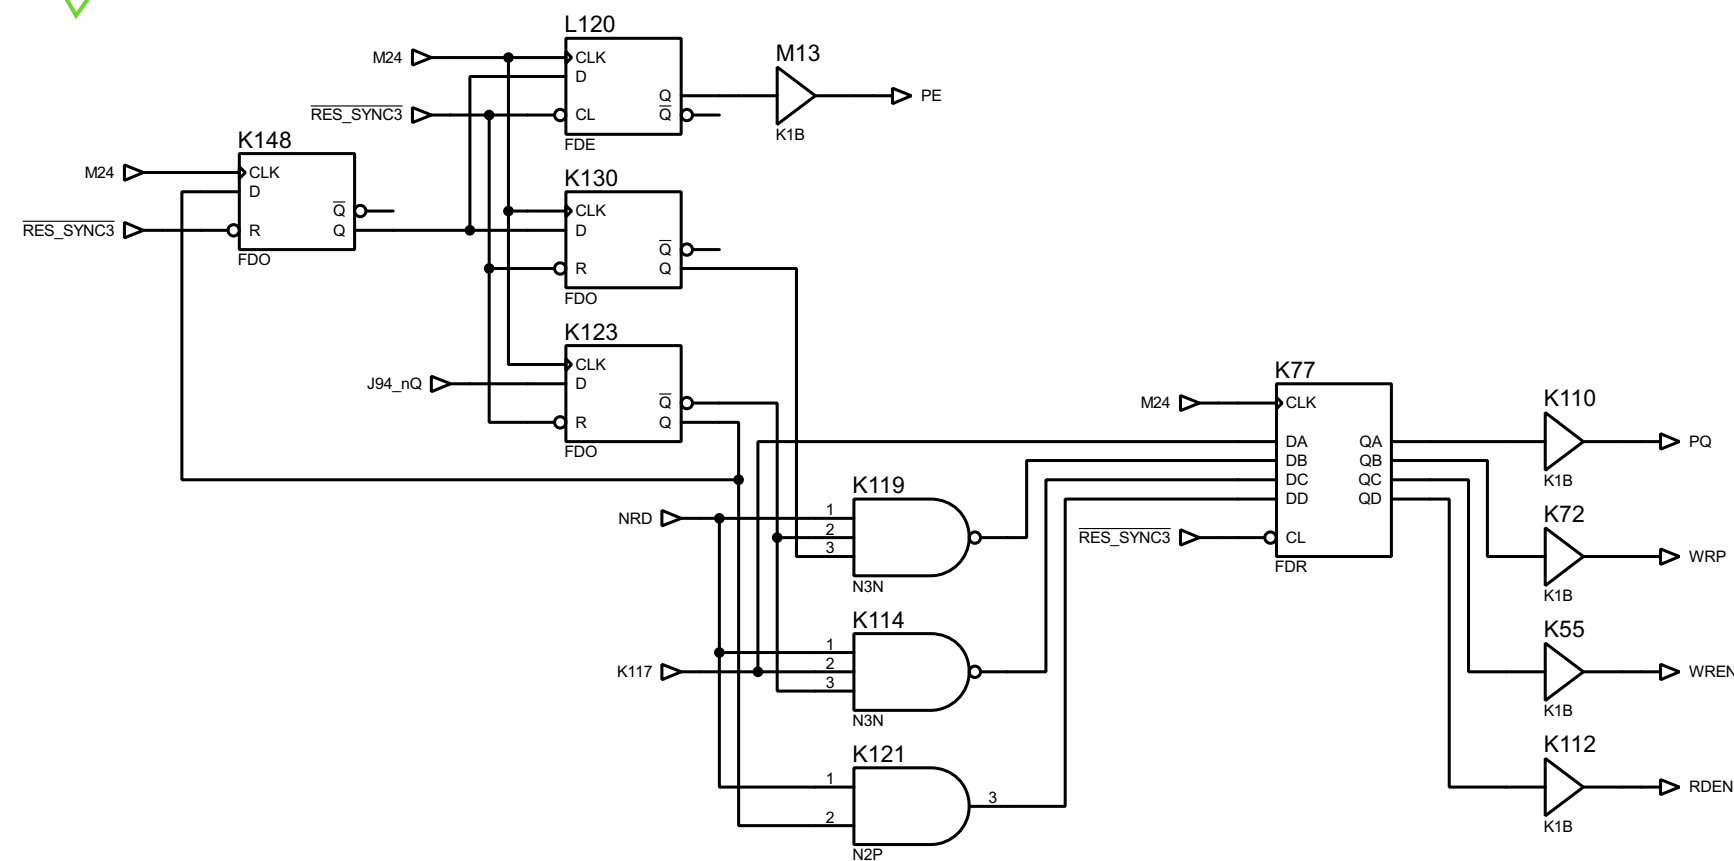 L120
M24
CLK
D
Q
CL
Q̅
R̅E̅S̅_̅S̅Y̅N̅C̅3̅
FDE
M13
K1B
PE
K148
M24
CLK
D
Q̅
R̅E̅S̅_̅S̅Y̅N̅C̅3̅
R
Q
FDO
K130
CLK
D
Q̅
R
Q
FDO
K123
CLK
J94_nQ
D
Q̅
R
Q
FDO
K77
M24
CLK
DA
QA
DB
QB
DC
QC
DD
QD
R̅E̅S̅_̅S̅Y̅N̅C̅3̅
CL
FDR
K110
K1B
PQ
K72
K1B
WRP
K55
K1B
WREN
K112
K1B
RDEN
K119
NRD
1
2
3
N3N
K114
K117
1
2
3
N3N
K121
1
2
3
N2P